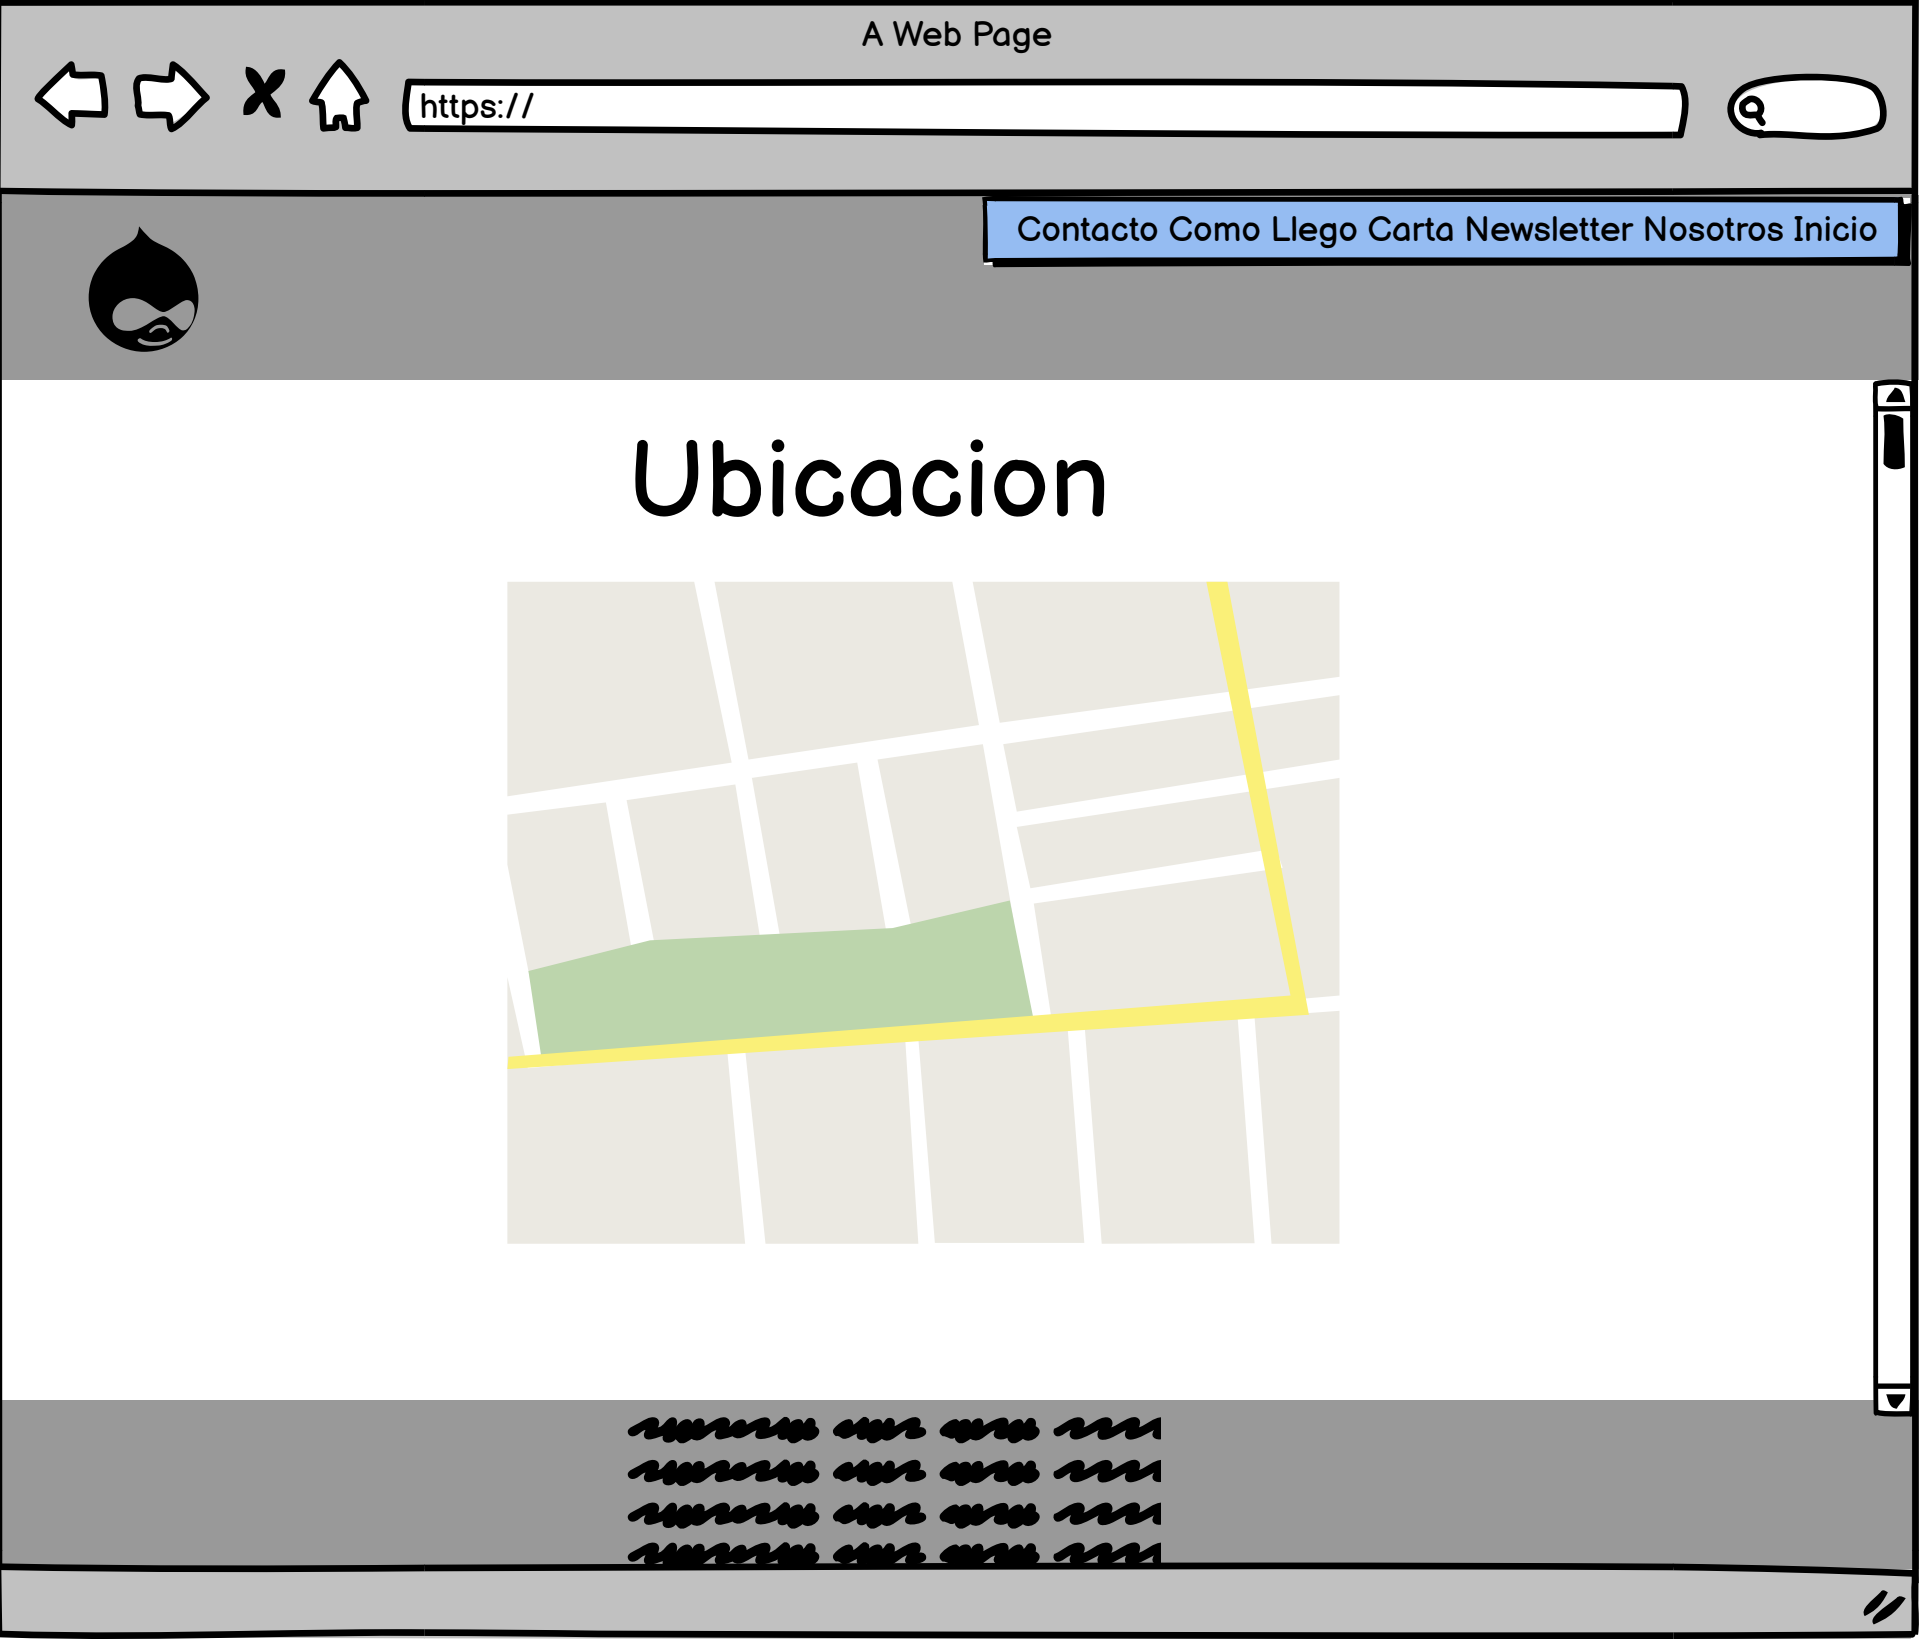 A Web Page
https://
Contacto Como Llego Carta Newsletter Nosotros Inicio
Ubicacion